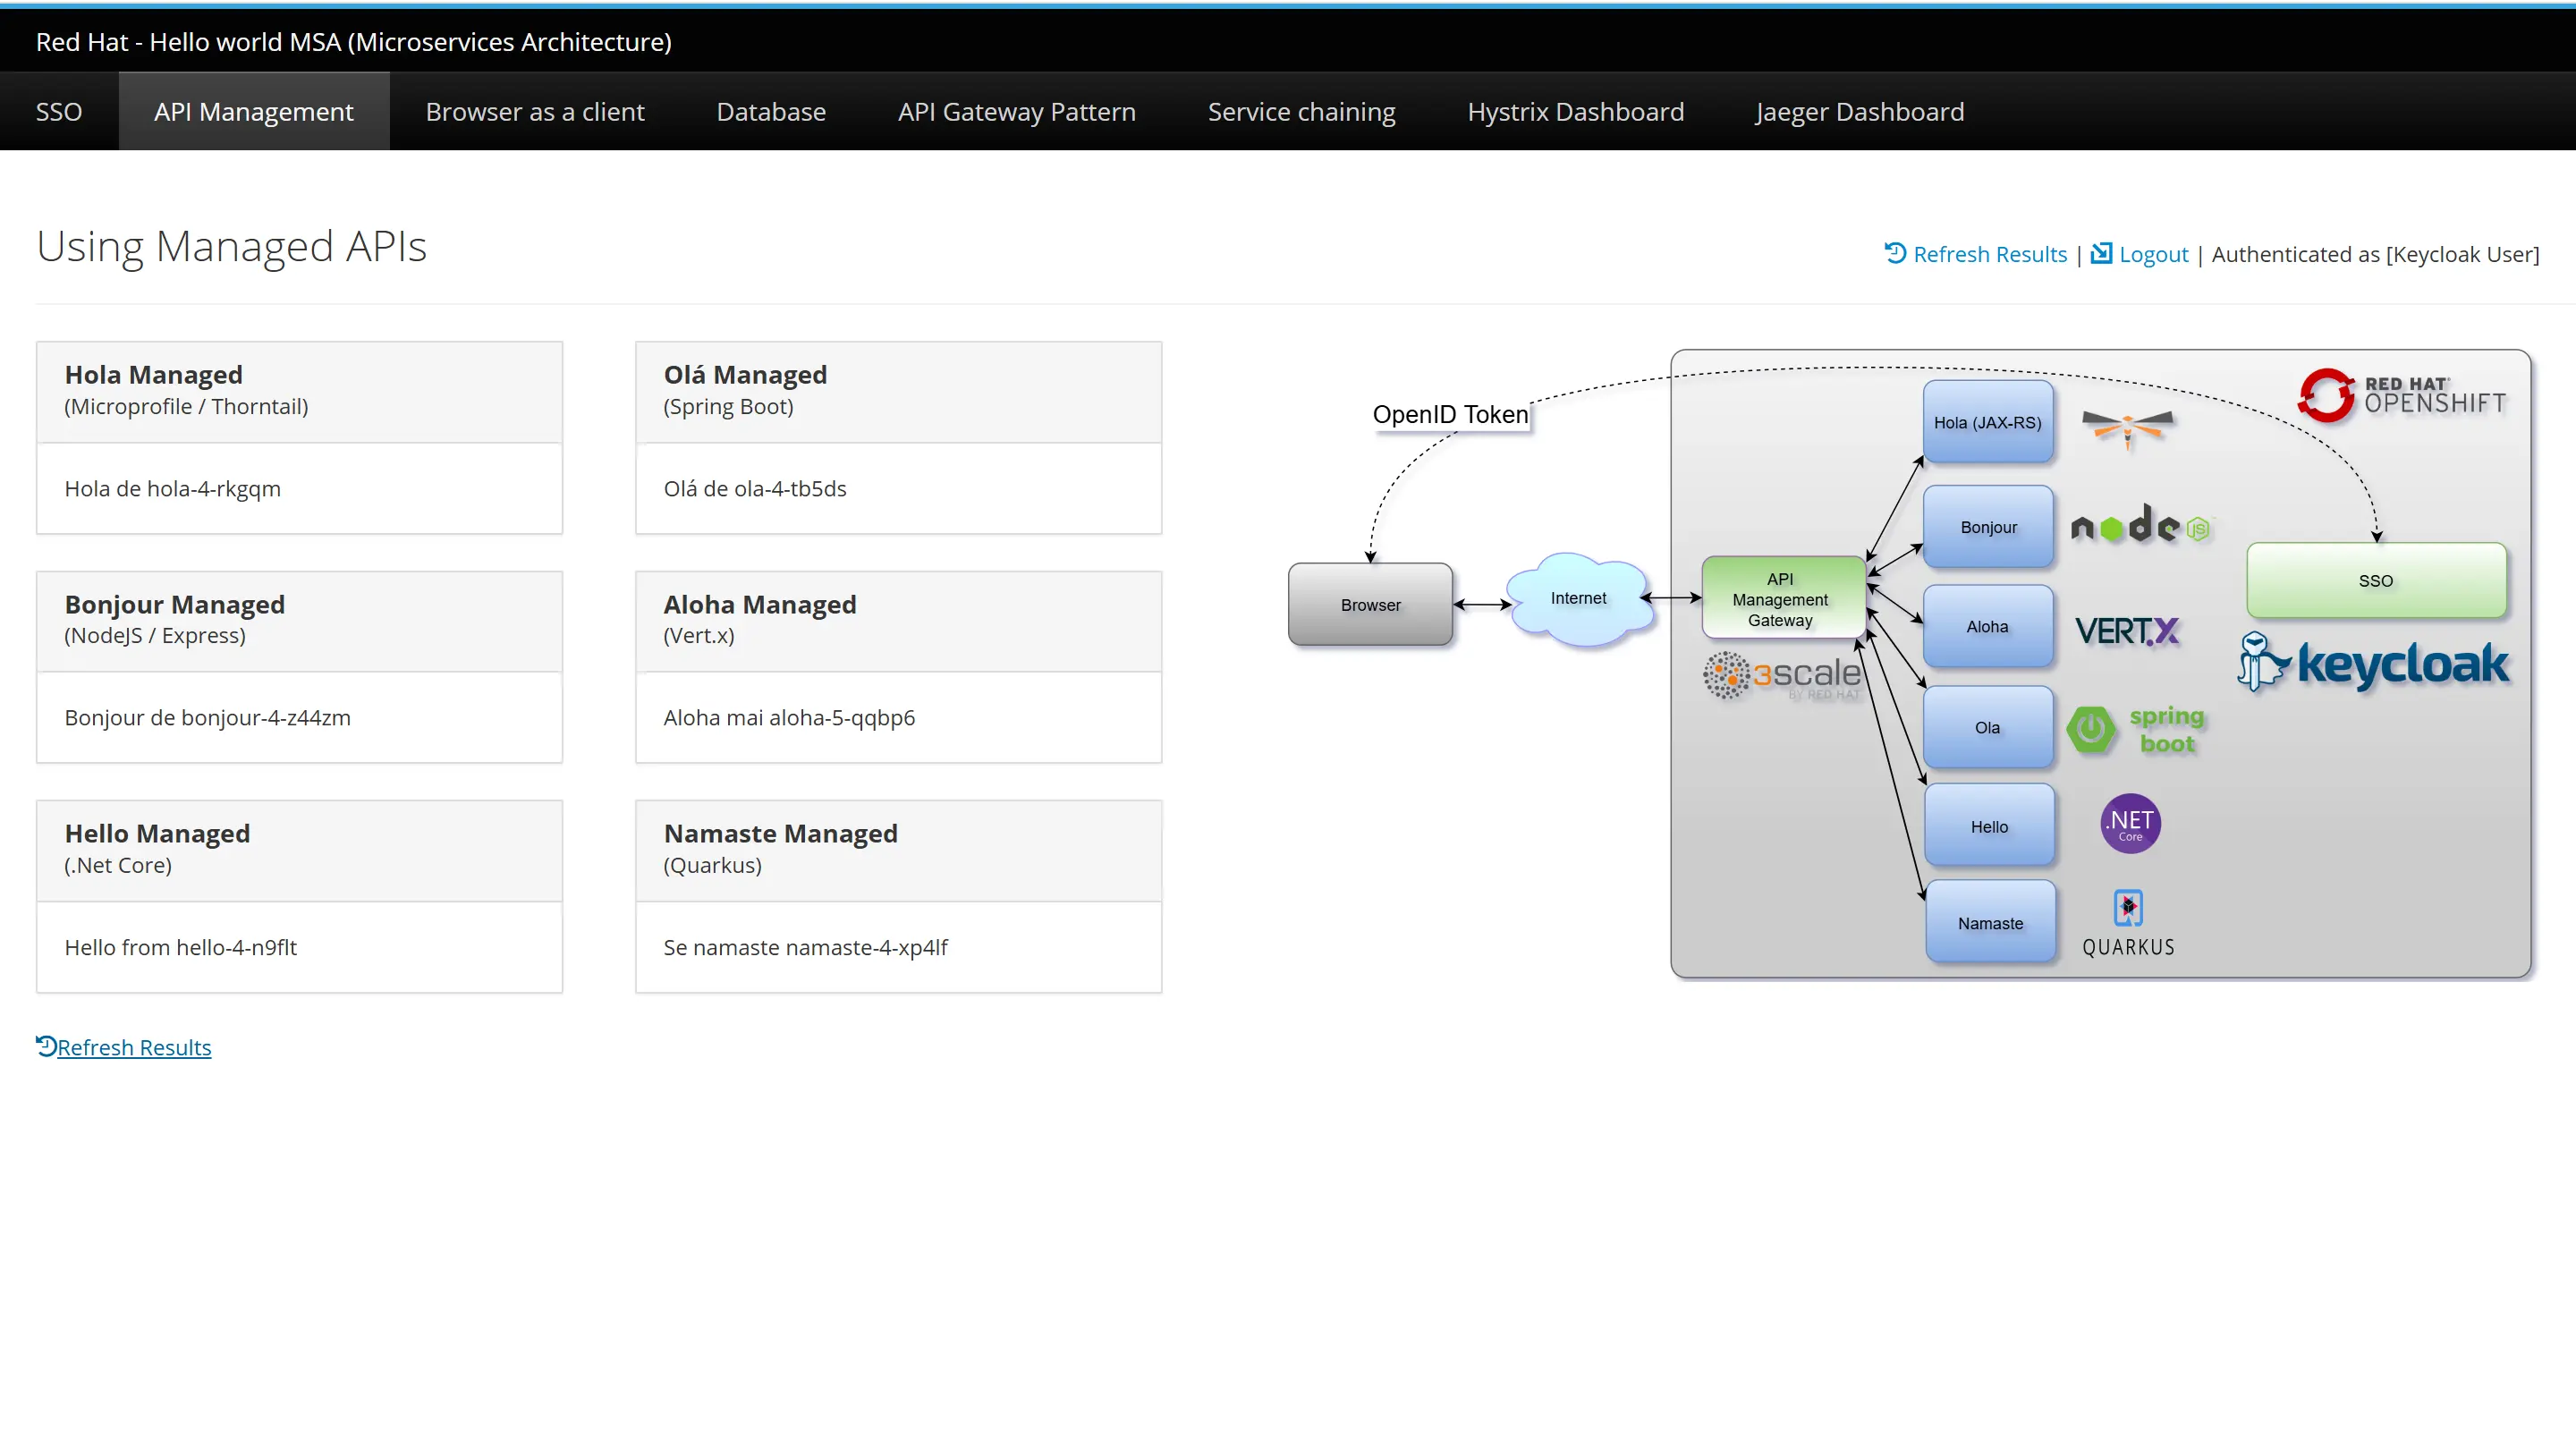 Red Hat - Hello world MSA (Microservices Architecture)
SSO
API Management
Browser as a client
Database
API Gateway Pattern
Service chaining
Hystrix Dashboard
Jaeger Dashboard
Using Managed APIs
Refresh Results | Logout | Authenticated as [Keycloak User]
Hola Managed
(Microprofile / Thorntail)
Hola de hola-4-rkgqm
Olá Managed
(Spring Boot)
Olá de ola-4-tb5ds
Bonjour Managed
(NodeJS / Express)
Bonjour de bonjour-4-z44zm
Aloha Managed
(Vert.x)
Aloha mai aloha-5-qqbp6
Hello Managed
(.Net Core)
Hello from hello-4-n9flt
Namaste Managed
(Quarkus)
Se namaste namaste-4-xp4lf
Refresh Results
OpenID Token
Browser
Internet
API
Management
Gateway
3scale
BY RED HAT
Hola (JAX-RS)
Bonjour
node JS
Aloha
VERT.X
Ola
spring
boot
Hello
.NET
Core
Namaste
QUARKUS
RED HAT
OPENSHIFT
SSO
keycloak